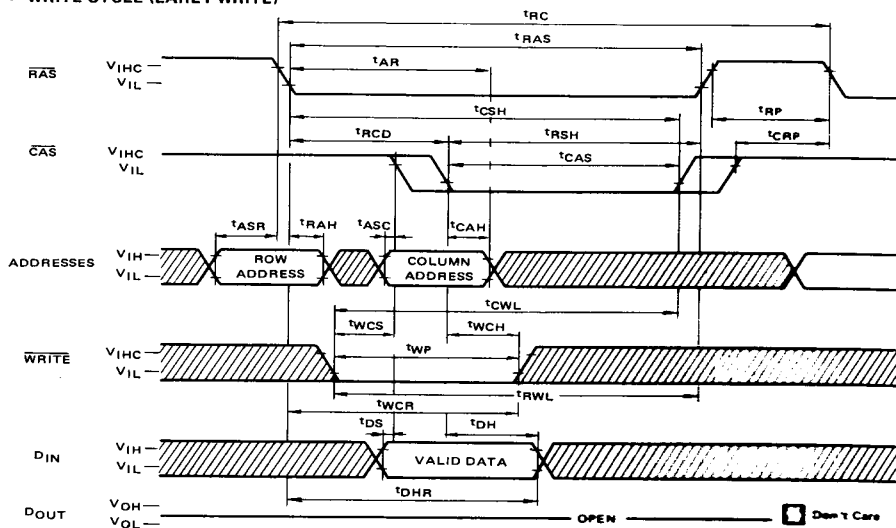 WRITE CYCLE (EARLY WRITE)
tRC
tRAS
tAR
RAS
VIHC
VIL
tCSH
tRP
tRCD
tRSH
tCRP
CAS
VIHC
VIL
tCAS
tASR
tRAH
tASC
tCAH
ADDRESSES
VIH
VIL
ROW ADDRESS
COLUMN ADDRESS
tCWL
tWCS
tWCH
WRITE
VIHC
VIL
tWP
tRWL
tWCR
tDS
tDH
DIN
VIH
VIL
VALID DATA
tDHR
DOUT
VOH
VOL
OPEN
Don't Care